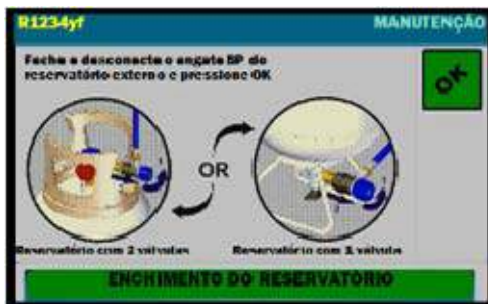 R1234yf
MANUTENÇÃO
Feche e desconecte o engate BP do
reservatório externo e pressione OK
OK
OR
Reservatório com 2 válvulas
Reservatório com 1 válvula
ENCHIMENTO DO RESERVATÓRIO